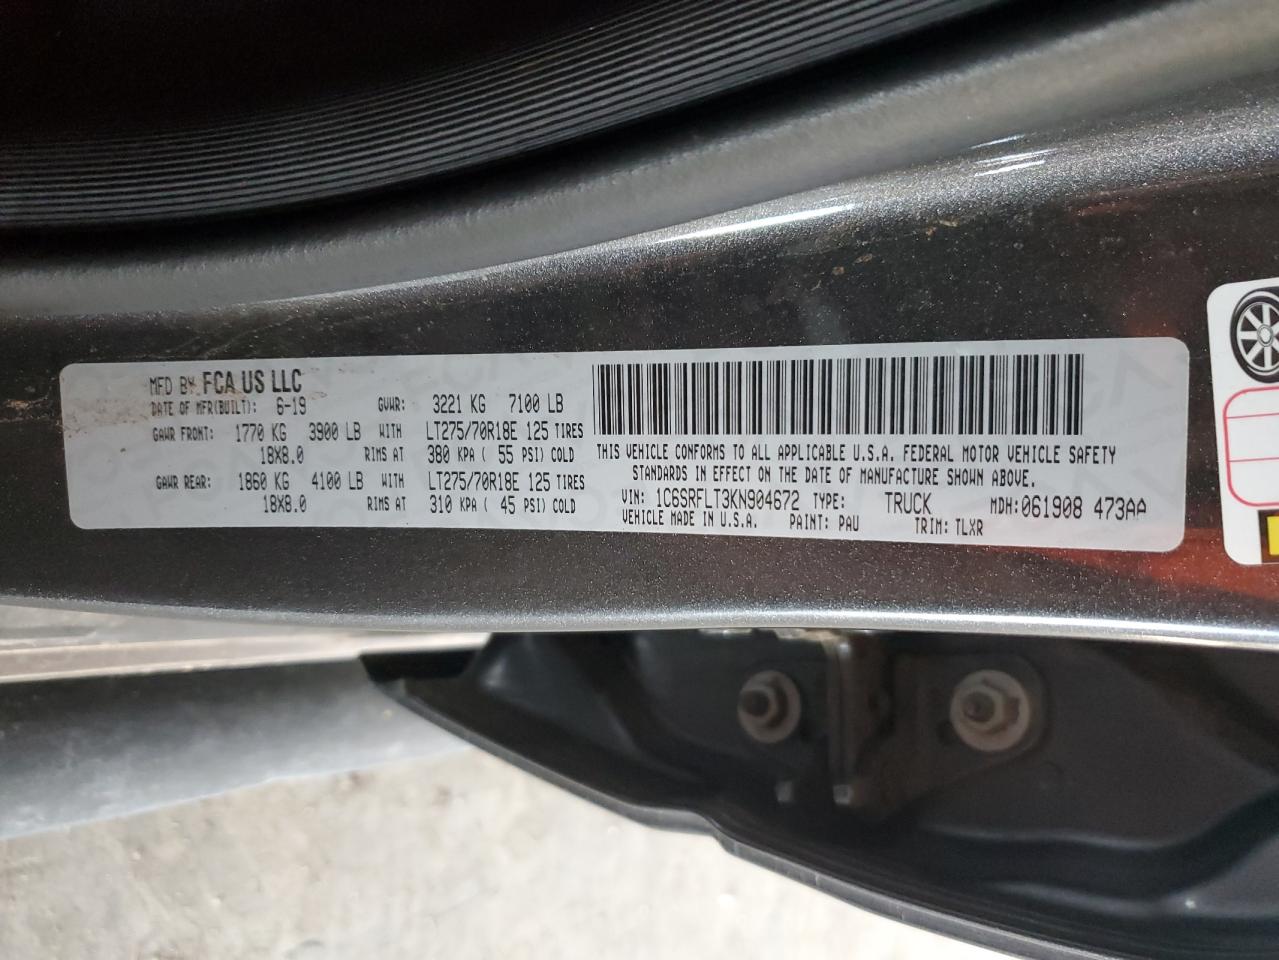 MFD BY FCA US LLC
DATE OF MFR(BUILT): 6-19 GVWR: 3221 KG 7100 LB
GAWR FRONT: 1770 KG 3900 LB WITH LT275/70R18E 125 TIRES
18X8.0 RIMS AT 380 KPA ( 55 PSI) COLD
GAWR REAR: 1860 KG 4100 LB WITH LT275/70R18E 125 TIRES
18X8.0 RIMS AT 310 KPA ( 45 PSI) COLD
THIS VEHICLE CONFORMS TO ALL APPLICABLE U.S.A. FEDERAL MOTOR VEHICLE SAFETY
STANDARDS IN EFFECT ON THE DATE OF MANUFACTURE SHOWN ABOVE.
VIN: 1C6SRFLT3KN904672 TYPE: TRUCK MDH: 061908 473AA
VEHICLE MADE IN U.S.A. PAINT: PAU TRIM: TLXR